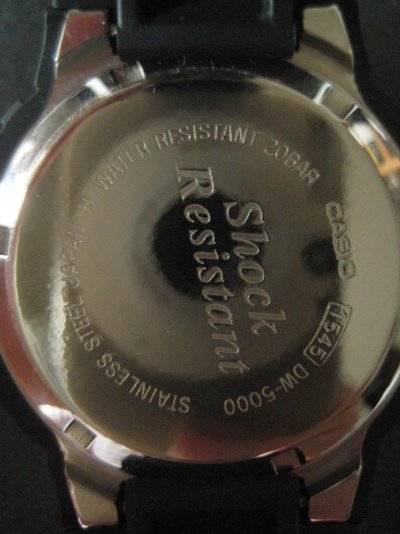 Shock
Resistant
CASIO
1545 DW-5000
STAINLESS STEEL JAPAN H WATER RESISTANT 20BAR